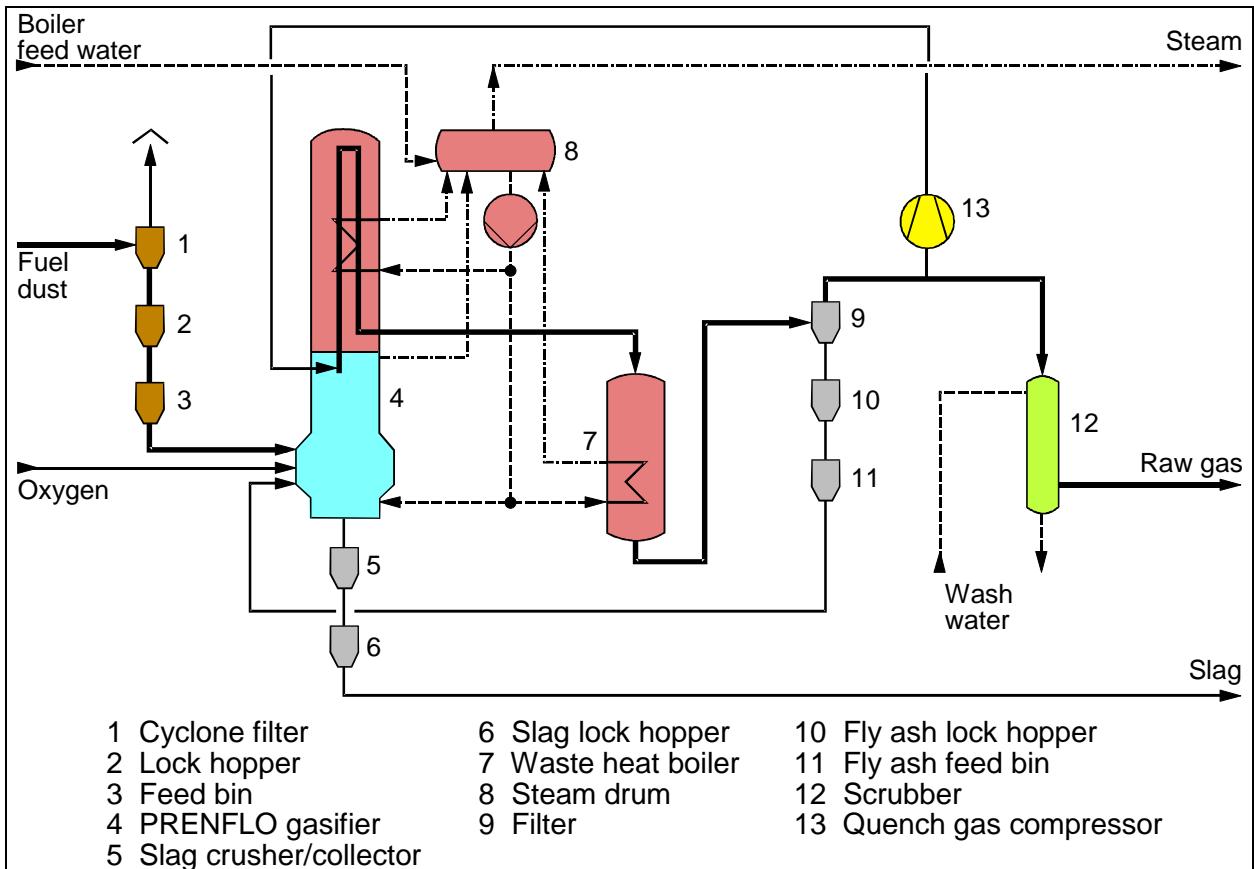 Boiler
feed water
Steam
8
13
1
Fuel
dust
2
9
3
4
10
12
7
11
Raw gas
Oxygen
5
Wash
water
6
Slag
1 Cyclone filter
2 Lock hopper
3 Feed bin
4 PRENFLO gasifier
5 Slag crusher/collector
6 Slag lock hopper
7 Waste heat boiler
8 Steam drum
9 Filter
10 Fly ash lock hopper
11 Fly ash feed bin
12 Scrubber
13 Quench gas compressor